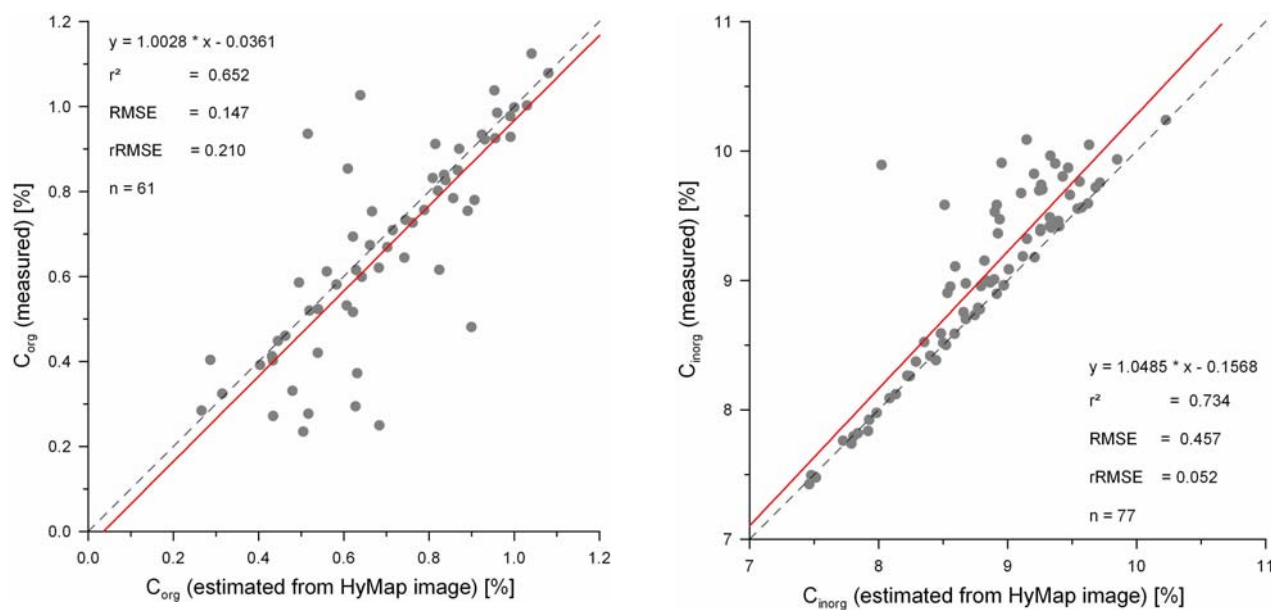 1.2
1.0
0.8
0.6
0.4
0.2
0.0
C_org (measured) [%]
y = 1.0028 * x - 0.0361
r² = 0.652
RMSE = 0.147
rRMSE = 0.210
n = 61
0.0 0.2 0.4 0.6 0.8 1.0 1.2
C_org (estimated from HyMap image) [%]
11
10
9
8
7
C_inorg (measured) [%]
y = 1.0485 * x - 0.1568
r² = 0.734
RMSE = 0.457
rRMSE = 0.052
n = 77
7 8 9 10 11
C_inorg (estimated from HyMap image) [%]